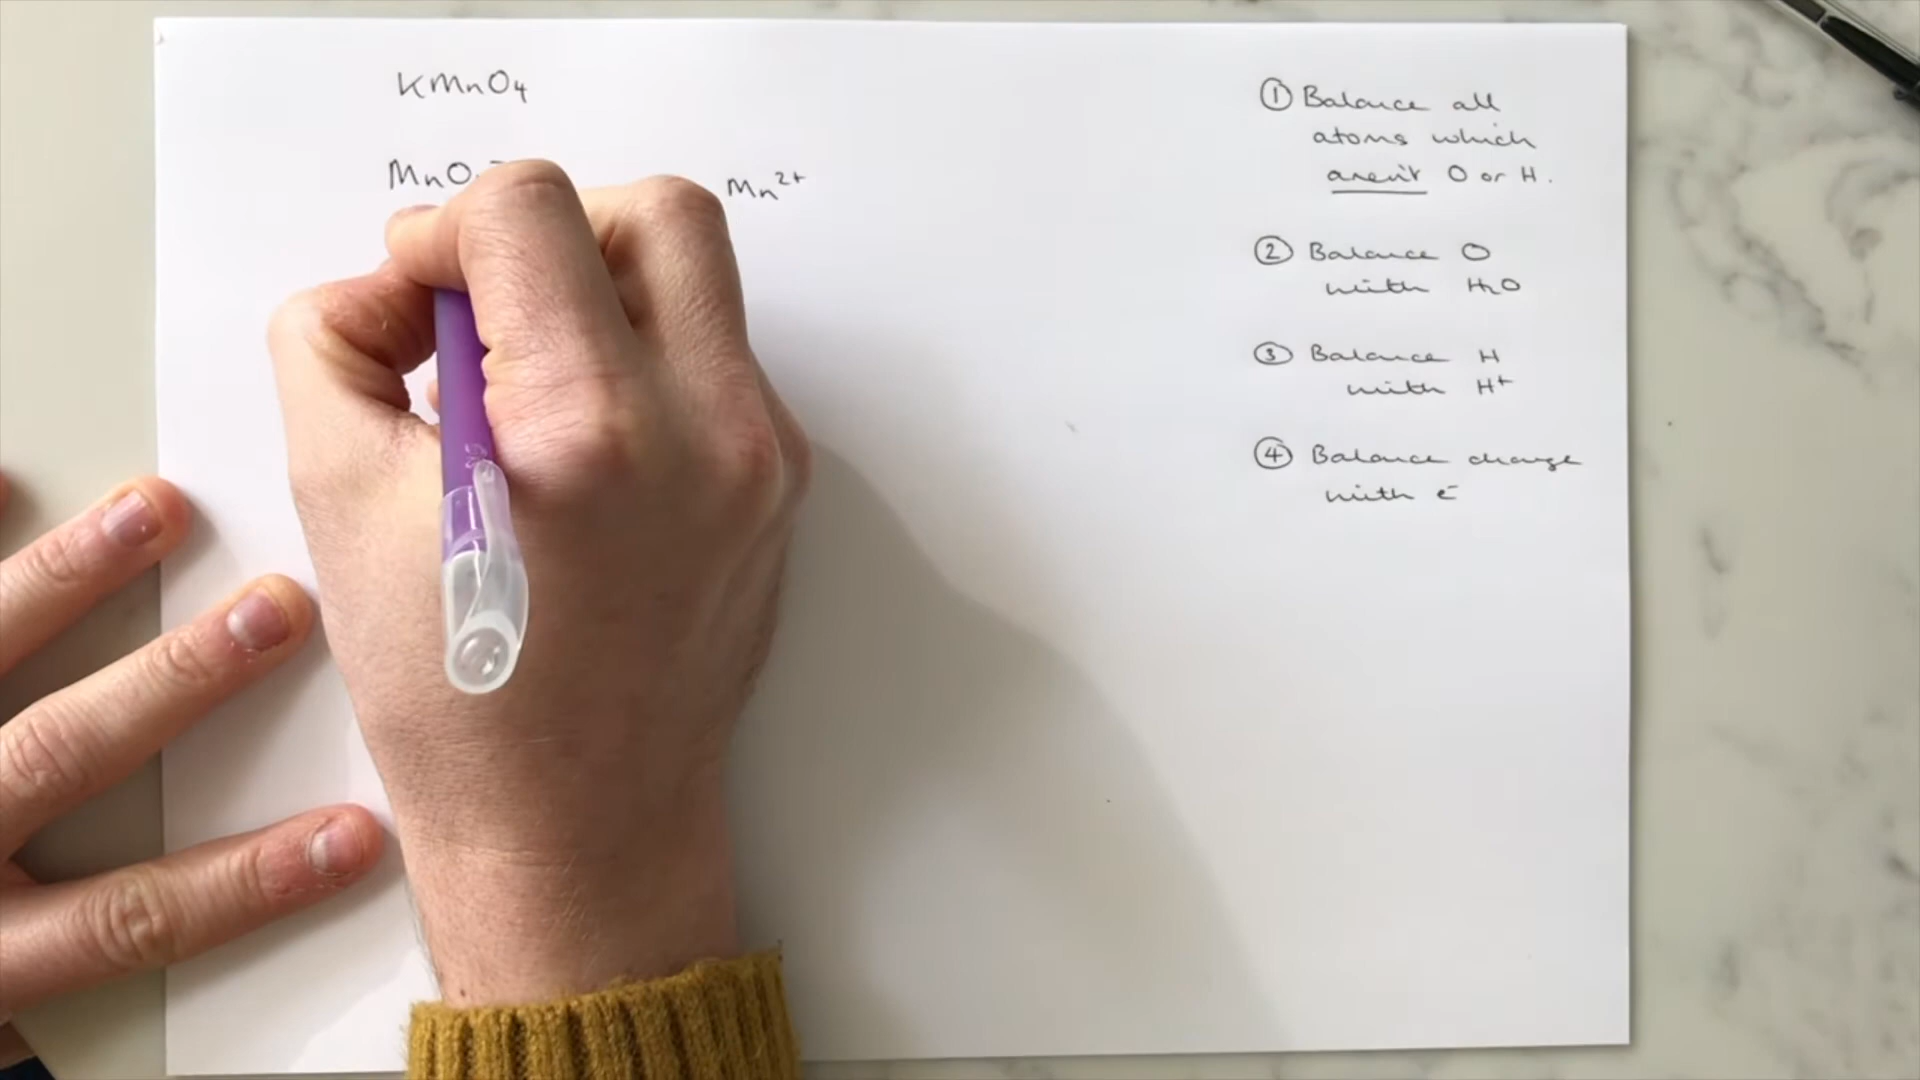 KMnO₄
MnO Mn²⁺
① Balance all
atoms which
aren't O or H.
② Balance O
with H₂O
③ Balance H
with H⁺
④ Balance charge
with e⁻